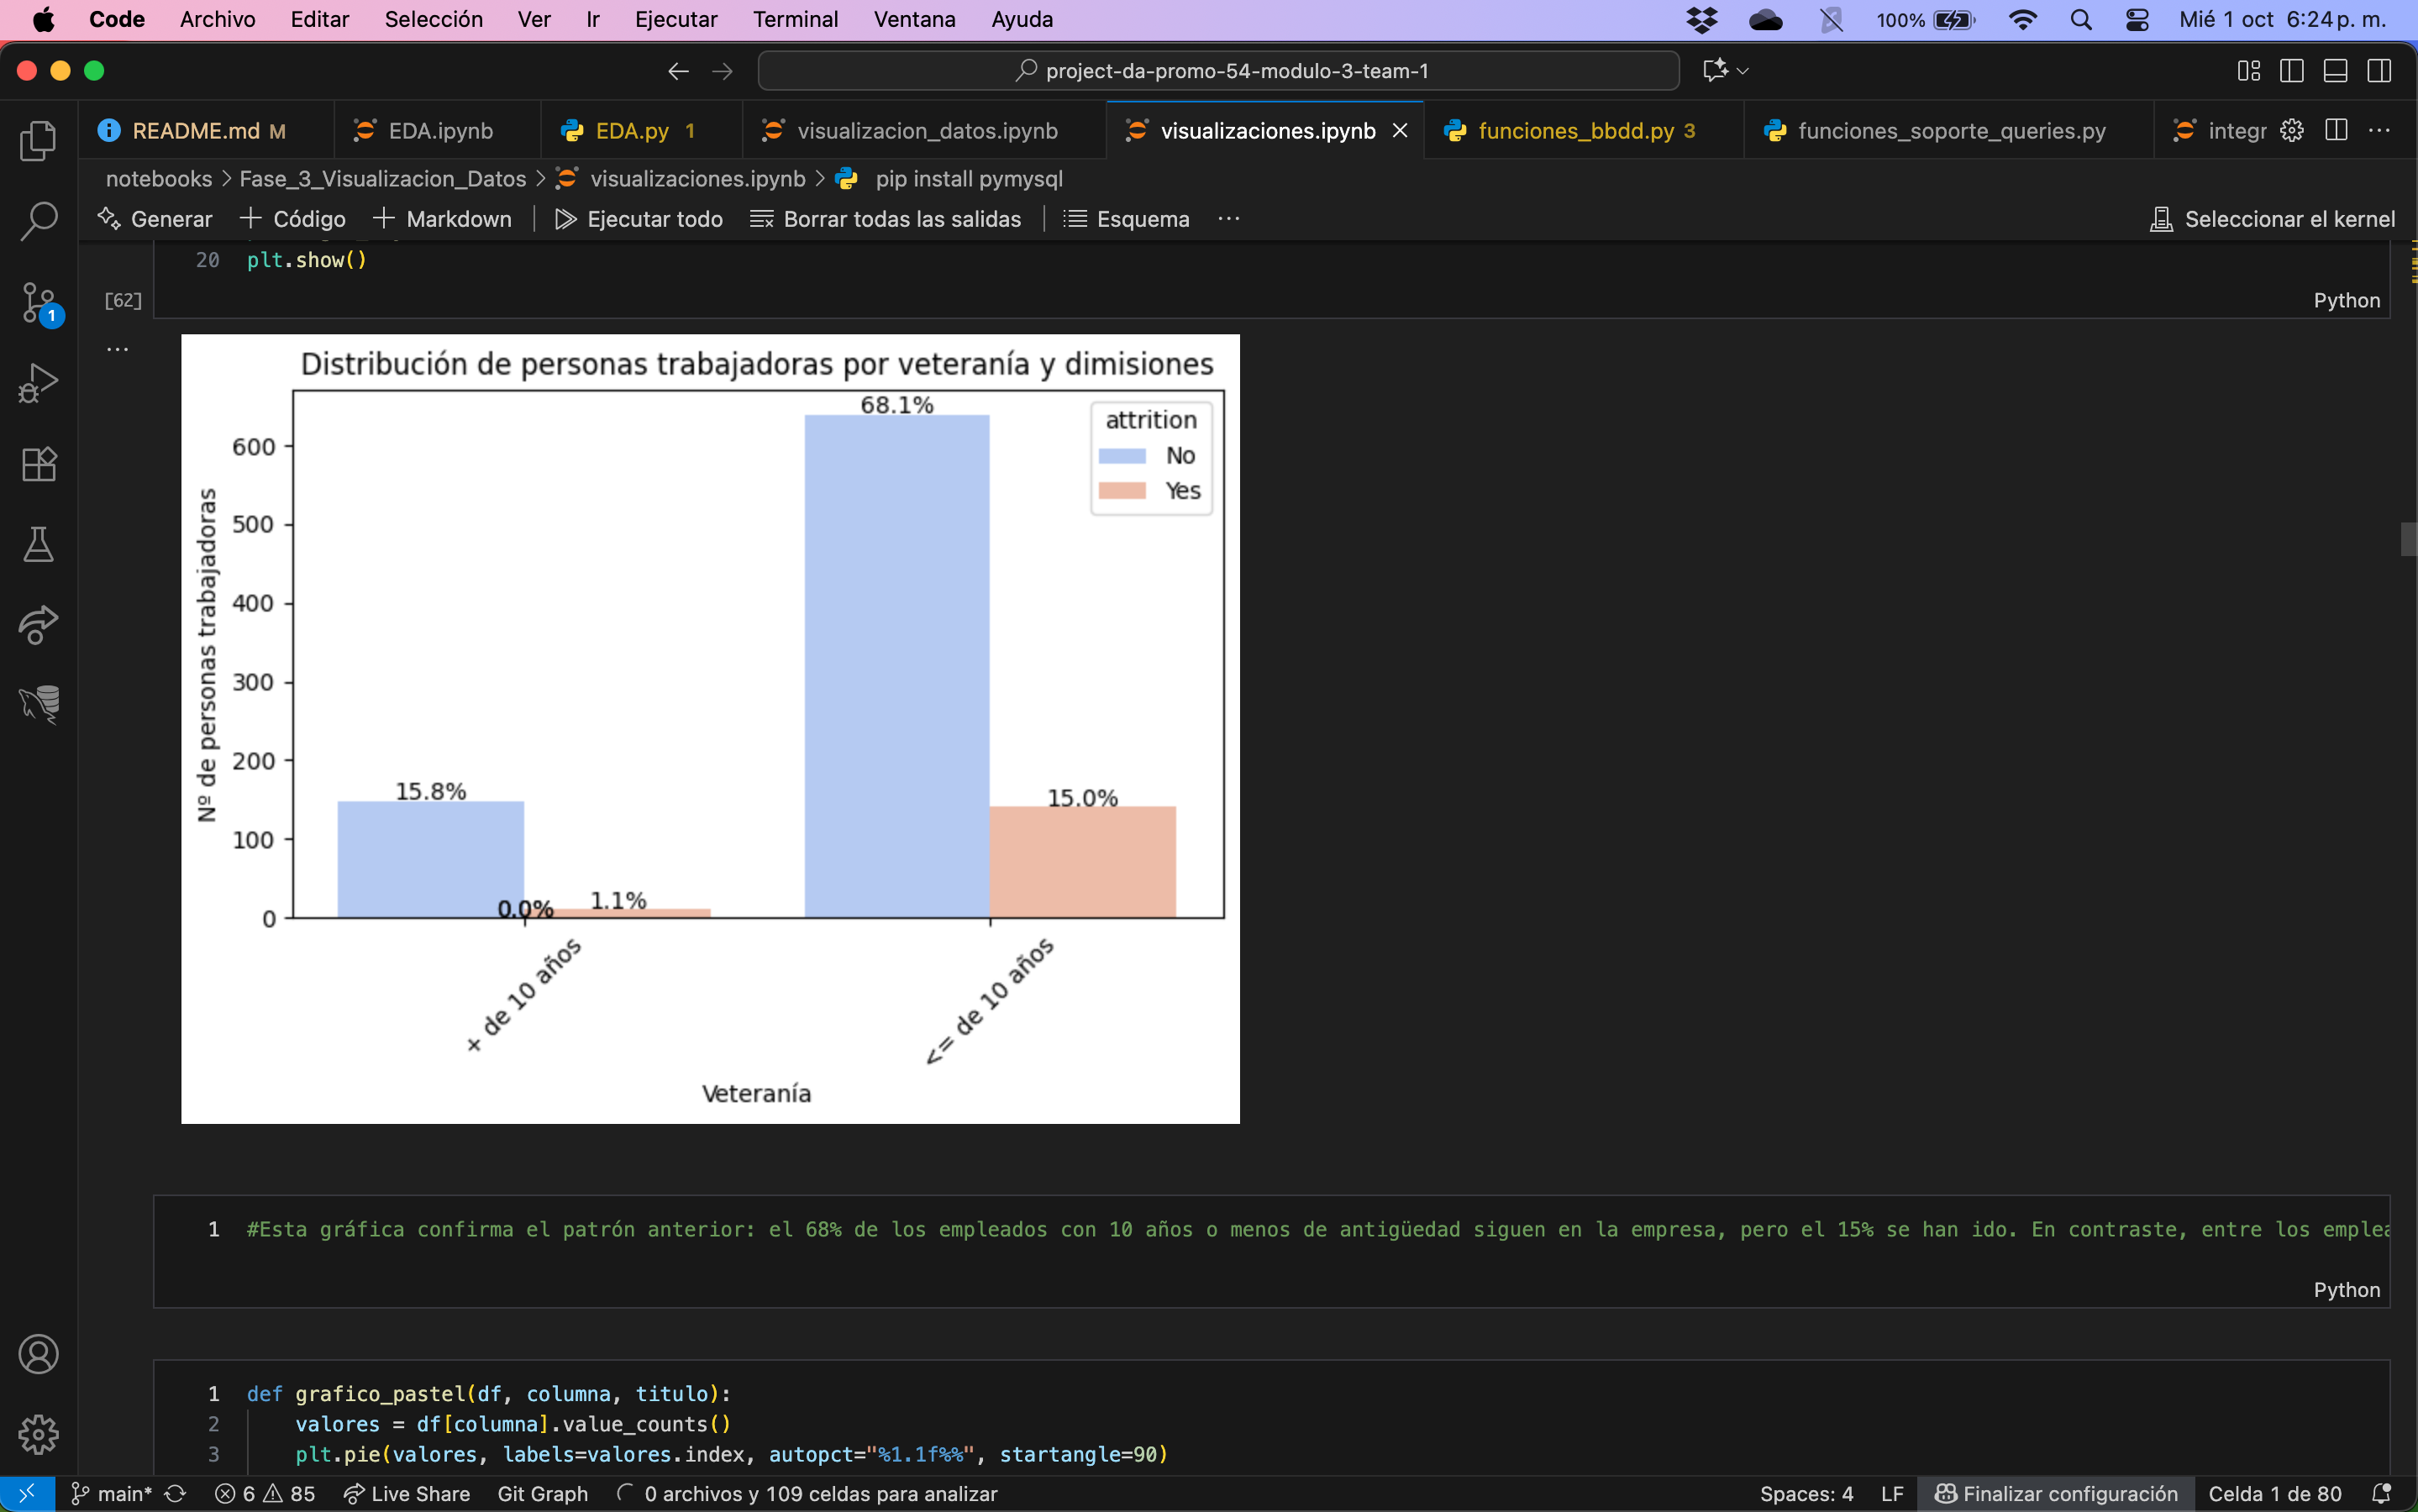 Code Archivo Editar Selección Ver Ir Ejecutar Terminal Ventana Ayuda 100% Mié 1 oct 6:24 p. m.
project-da-promo-54-modulo-3-team-1
README.md M EDA.ipynb EDA.py 1 visualizacion_datos.ipynb visualizaciones.ipynb funciones_bbdd.py 3 funciones_soporte_queries.py integr
notebooks > Fase_3_Visualizacion_Datos > visualizaciones.ipynb > pip install pymysql
Generar Código Markdown Ejecutar todo Borrar todas las salidas Esquema ... Seleccionar el kernel
20 plt.show()
[62]
Python
...
Distribución de personas trabajadoras por veteranía y dimisiones
68.1%
attrition
No
Yes
600
500
400
300
200
100
0
Nº de personas trabajadoras
15.8%
15.0%
0.0%
1.1%
+ de 10 años
<= de 10 años
Veteranía
1 #Esta gráfica confirma el patrón anterior: el 68% de los empleados con 10 años o menos de antigüedad siguen en la empresa, pero el 15% se han ido. En contraste, entre los emplea
Python
1 def grafico_pastel(df, columna, titulo):
2 valores = df[columna].value_counts()
3 plt.pie(valores, labels=valores.index, autopct="%1.1f%%", startangle=90)
1
main* 6 85 Live Share Git Graph 0 archivos y 109 celdas para analizar Spaces: 4 LF Finalizar configuración Celda 1 de 80